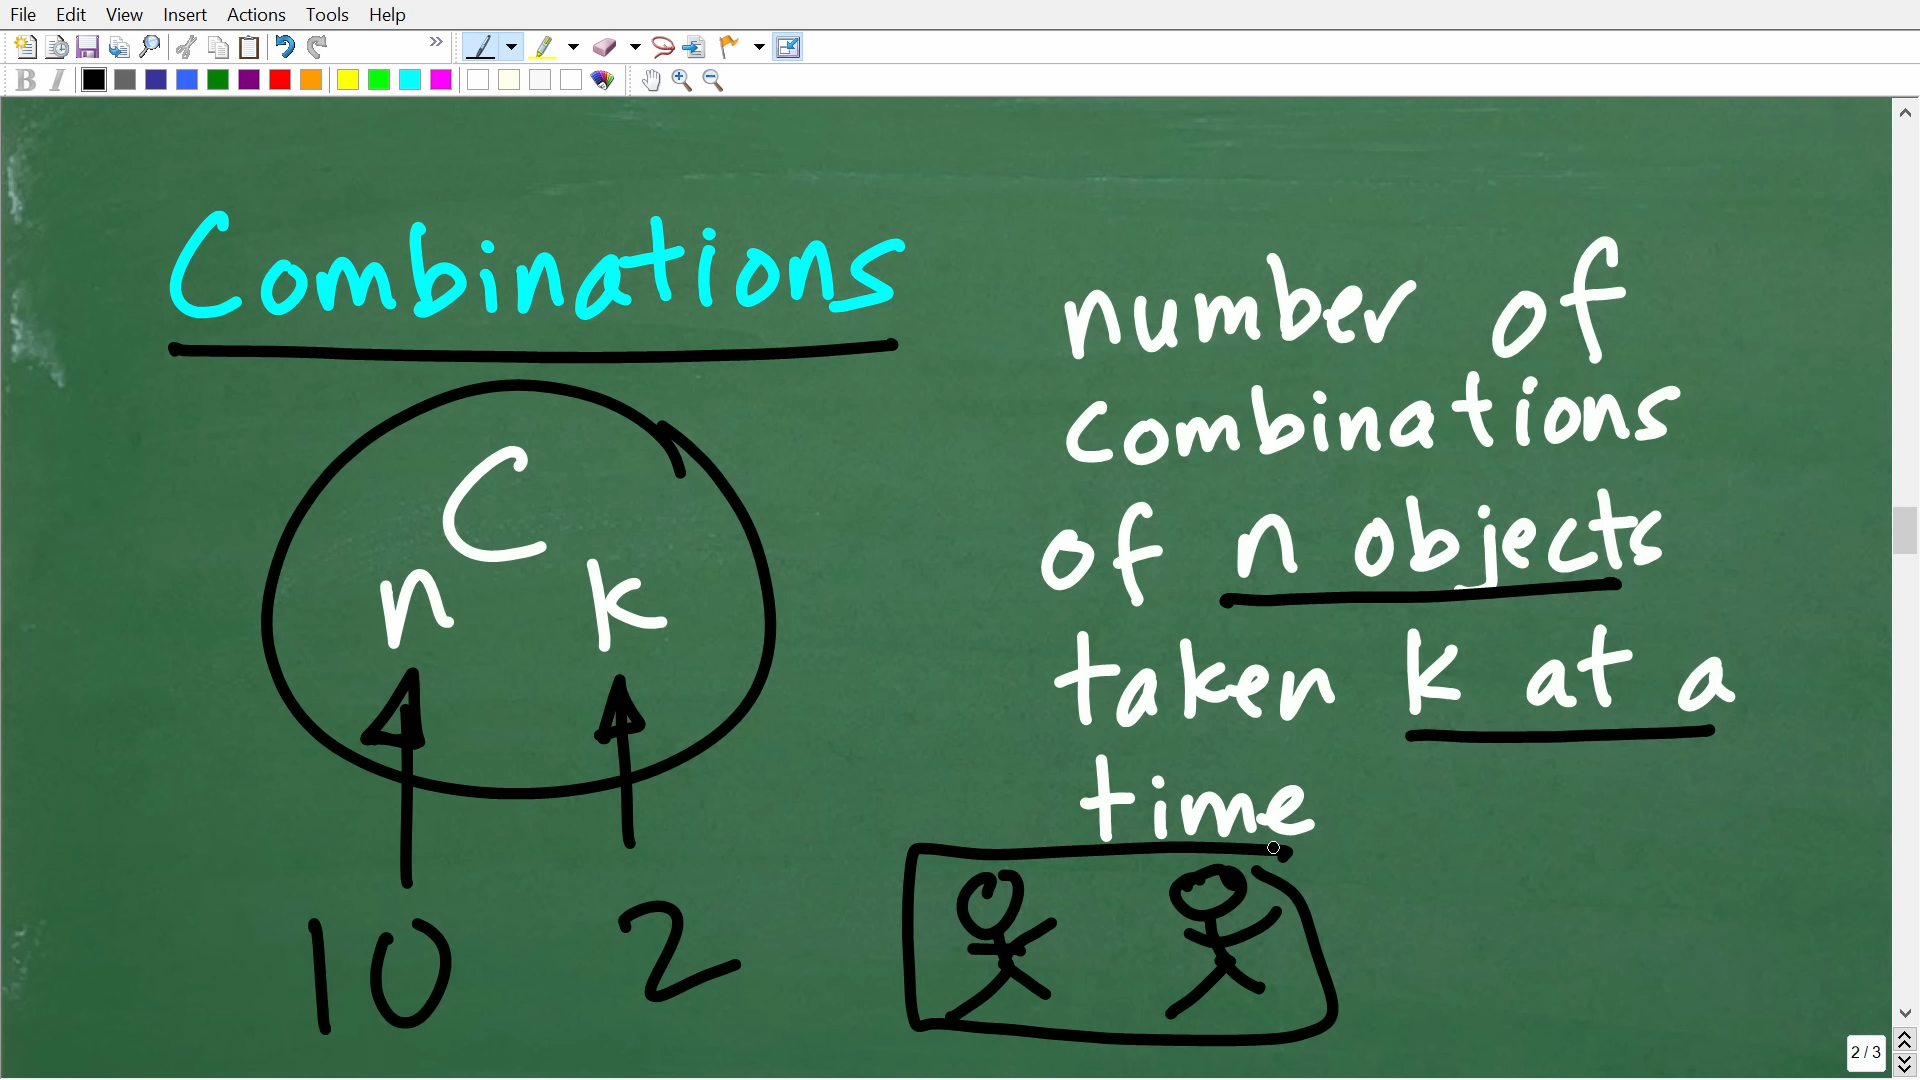 File Edit View Insert Actions Tools Help
B I
Combinations
n C k
10 2
number of
combinations
of n objects
taken k at a
time
2 / 3